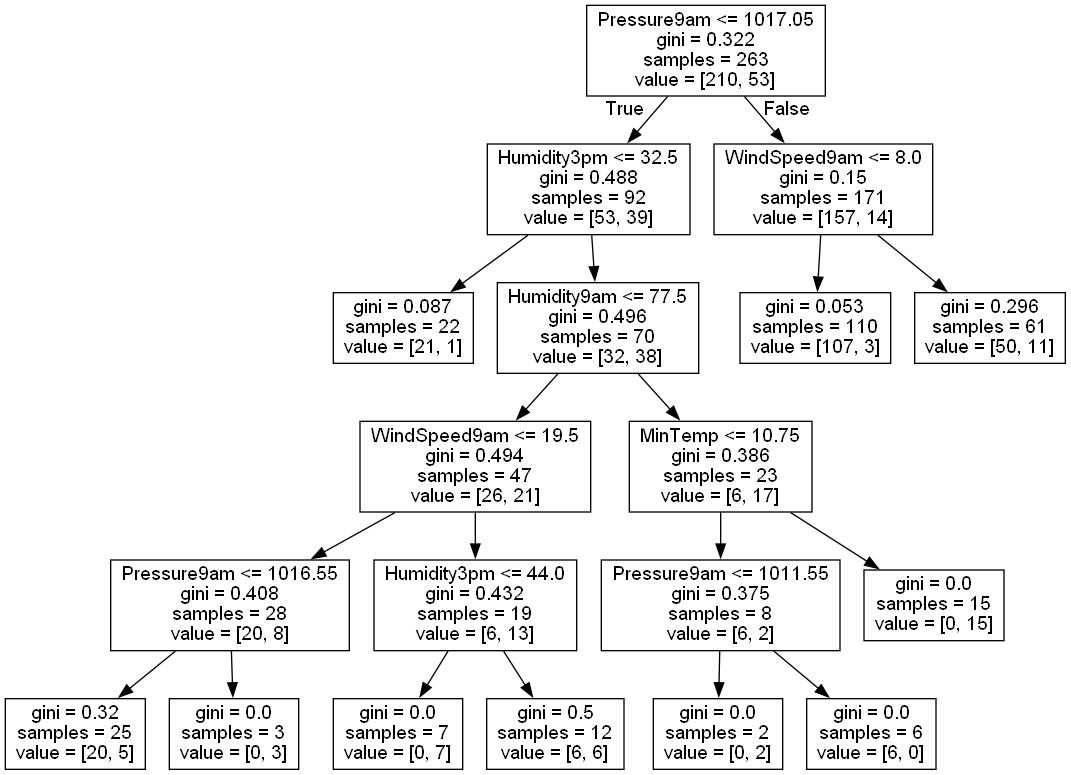 Pressure9am <= 1017.05
gini = 0.322
samples = 263
value = [210, 53]
True
False
Humidity3pm <= 32.5
gini = 0.488
samples = 92
value = [53, 39]
WindSpeed9am <= 8.0
gini = 0.15
samples = 171
value = [157, 14]
gini = 0.087
samples = 22
value = [21, 1]
Humidity9am <= 77.5
gini = 0.496
samples = 70
value = [32, 38]
gini = 0.053
samples = 110
value = [107, 3]
gini = 0.296
samples = 61
value = [50, 11]
WindSpeed9am <= 19.5
gini = 0.494
samples = 47
value = [26, 21]
MinTemp <= 10.75
gini = 0.386
samples = 23
value = [6, 17]
Pressure9am <= 1016.55
gini = 0.408
samples = 28
value = [20, 8]
Humidity3pm <= 44.0
gini = 0.432
samples = 19
value = [6, 13]
Pressure9am <= 1011.55
gini = 0.375
samples = 8
value = [6, 2]
gini = 0.0
samples = 15
value = [0, 15]
gini = 0.32
samples = 25
value = [20, 5]
gini = 0.0
samples = 3
value = [0, 3]
gini = 0.0
samples = 7
value = [0, 7]
gini = 0.5
samples = 12
value = [6, 6]
gini = 0.0
samples = 2
value = [0, 2]
gini = 0.0
samples = 6
value = [6, 0]